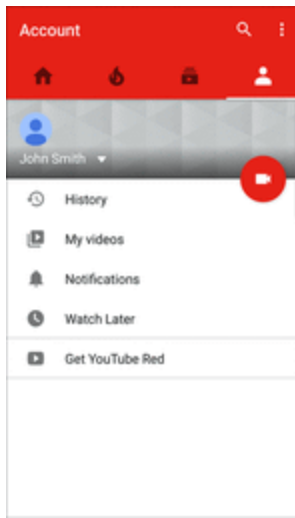 Account
John Smith
History
My videos
Notifications
Watch Later
Get YouTube Red